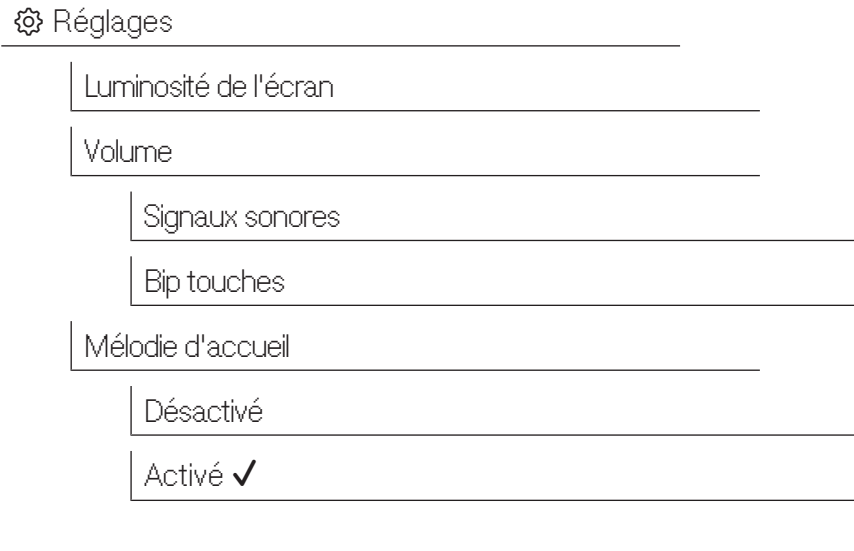 Réglages
Luminosité de l'écran
Volume
Signaux sonores
Bip touches
Mélodie d'accueil
Désactivé
Activé ✓